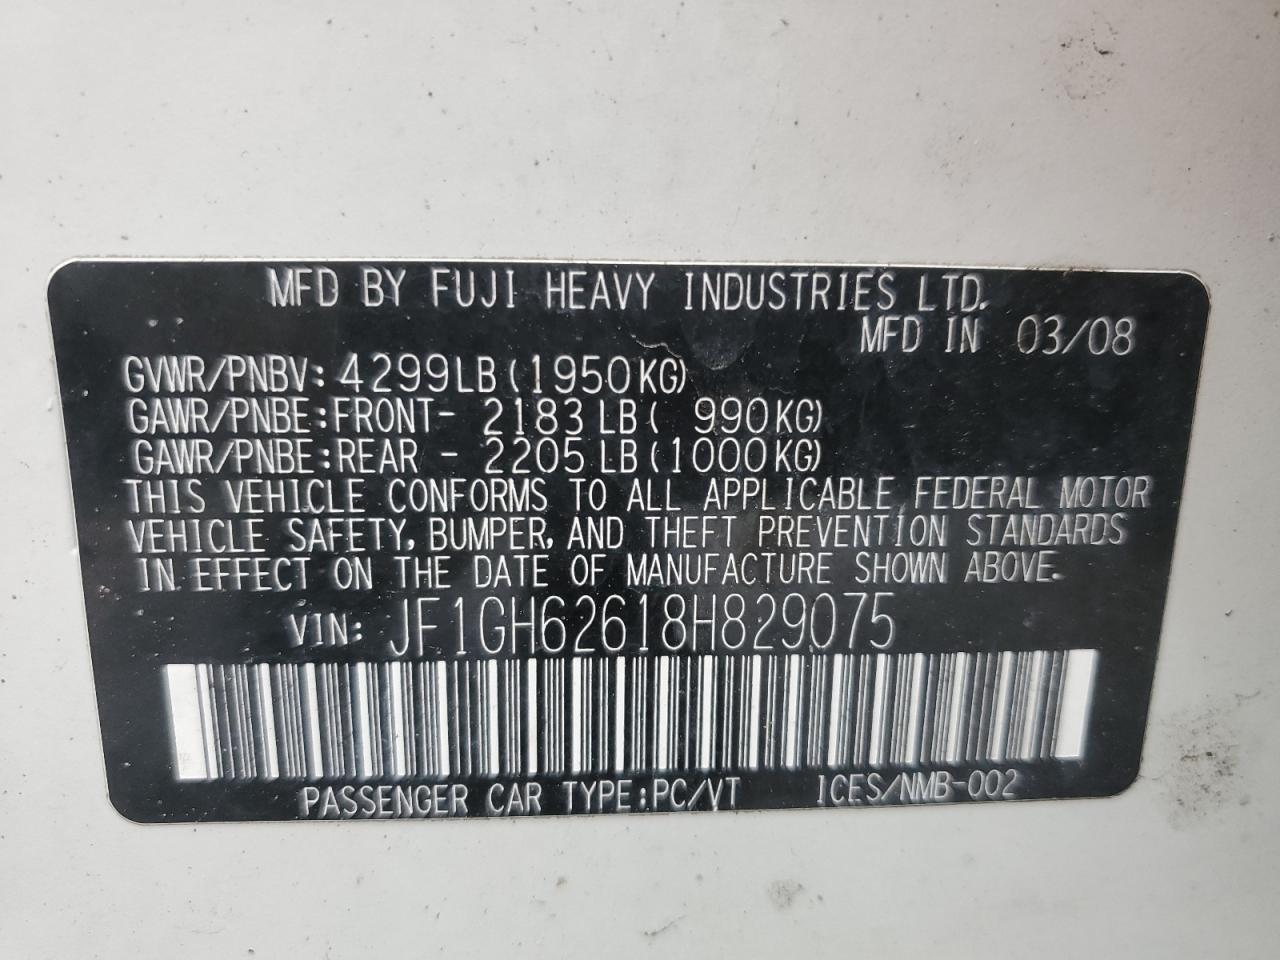 MFD BY FUJI HEAVY INDUSTRIES LTD.
MFD IN 03/08
GVWR/PNBV: 4299LB (1950KG)
GAWR/PNBE: FRONT- 2183 LB ( 990KG)
GAWR/PNBE: REAR - 2205 LB (1000KG)
THIS VEHICLE CONFORMS TO ALL APPLICABLE FEDERAL MOTOR
VEHICLE SAFETY, BUMPER, AND THEFT PREVENTION STANDARDS
IN EFFECT ON THE DATE OF MANUFACTURE SHOWN ABOVE.
VIN: JF1GH62618H829075
PASSENGER CAR TYPE: PC/VT ICES/NMB-002